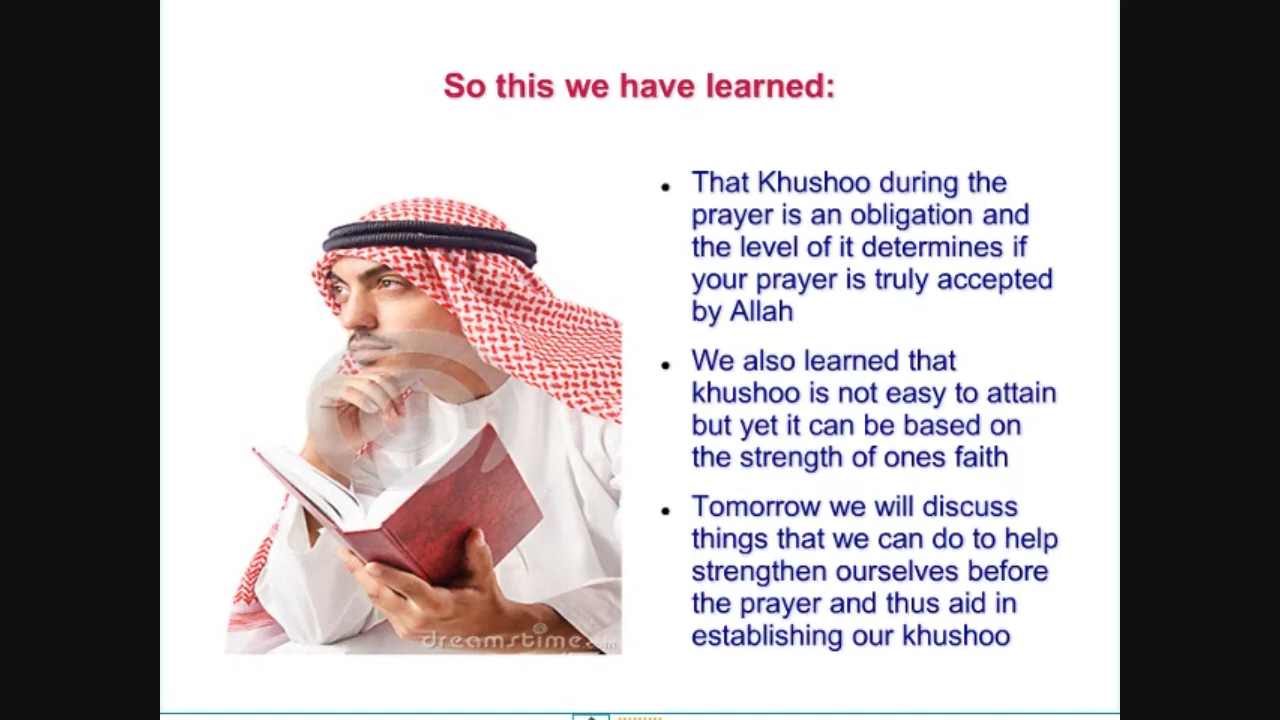 So this we have learned:
• That Khushoo during the
prayer is an obligation and
the level of it determines if
your prayer is truly accepted
by Allah
• We also learned that
khushoo is not easy to attain
but yet it can be based on
the strength of ones faith
• Tomorrow we will discuss
things that we can do to help
strengthen ourselves before
the prayer and thus aid in
establishing our khushoo
dreamstime.com